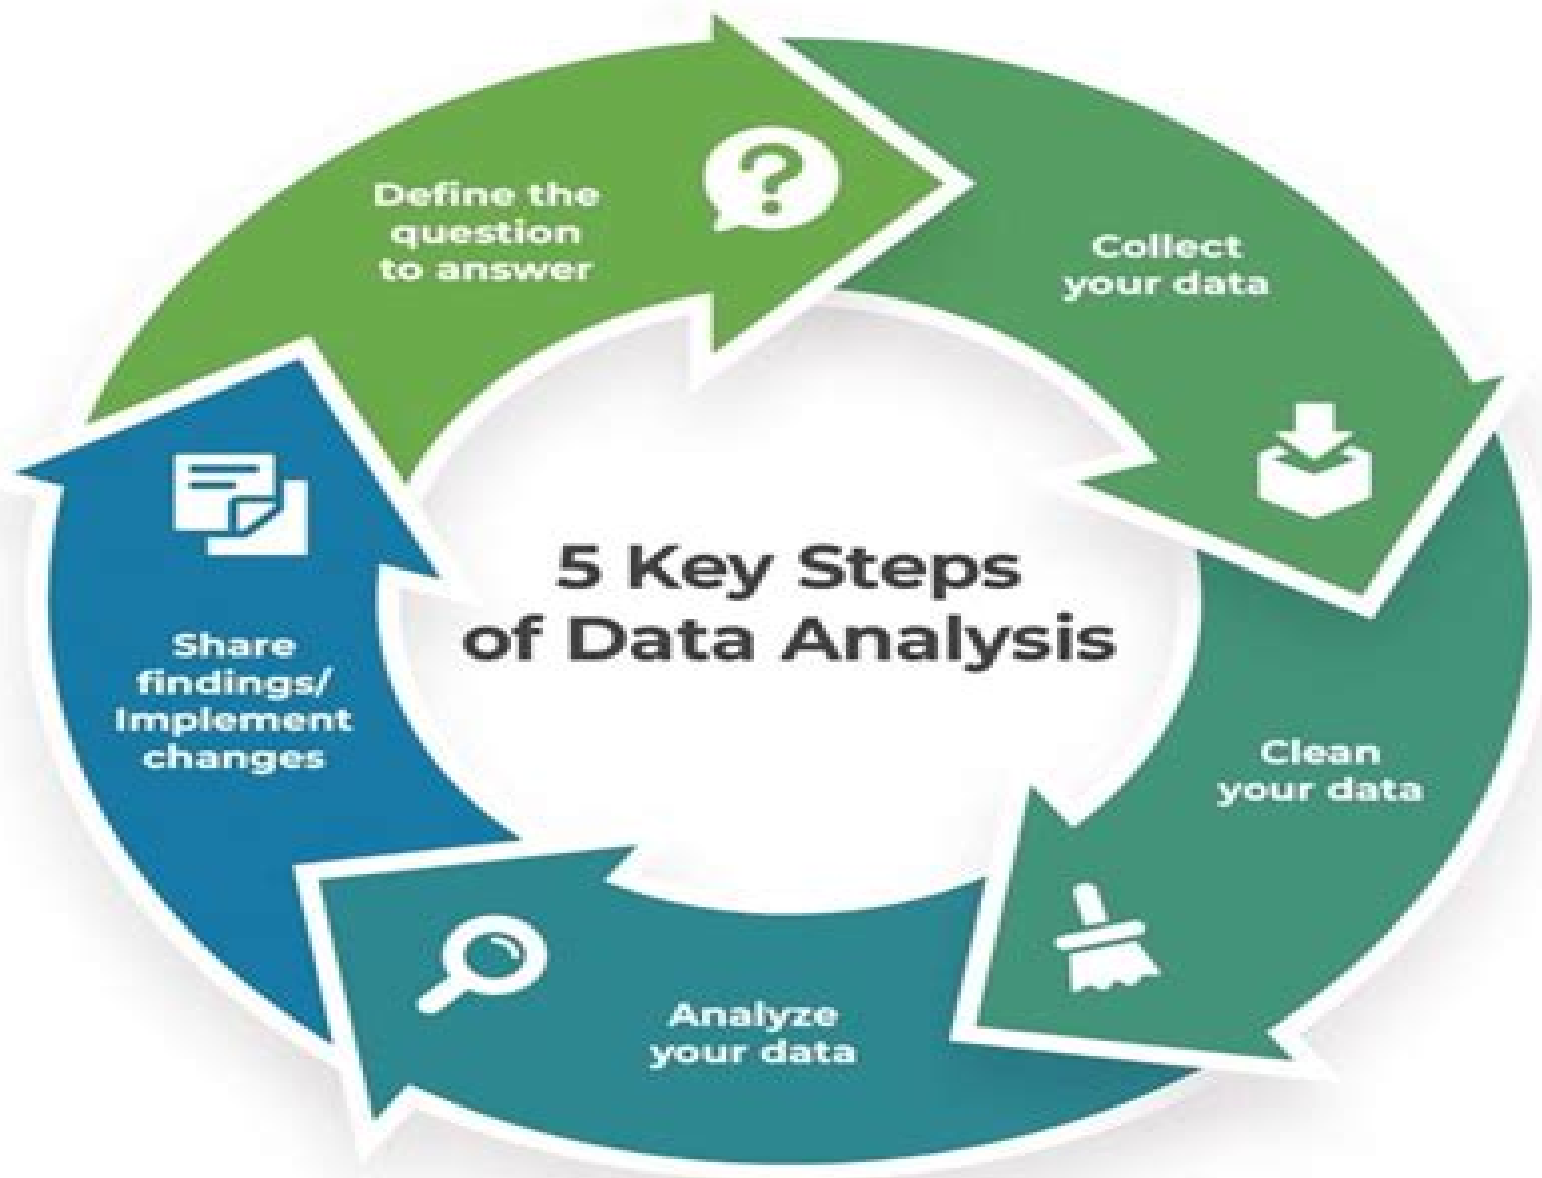 5 Key Steps
of Data Analysis
Define the
question
to answer
Collect
your data
Clean
your data
Analyze
your data
Share
findings/
Implement
changes